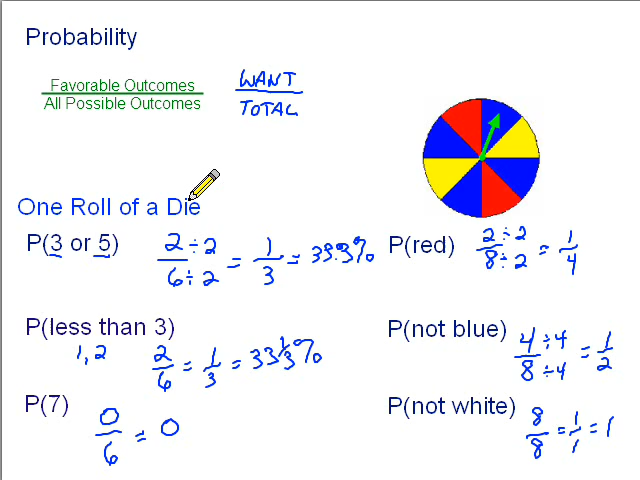 Probability
Favorable Outcomes WANT
All Possible Outcomes TOTAL
One Roll of a Die
P(3 or 5) 2÷2/6÷2 = 1/3 = 33.3%
P(red) 2÷2/8÷2 = 1/4
P(less than 3)
1,2 2/6 = 1/3 = 33 1/3%
P(not blue) 4÷4/8÷4 = 1/2
P(7)
0/6 = 0
P(not white) 8/8 = 1/1 = 1